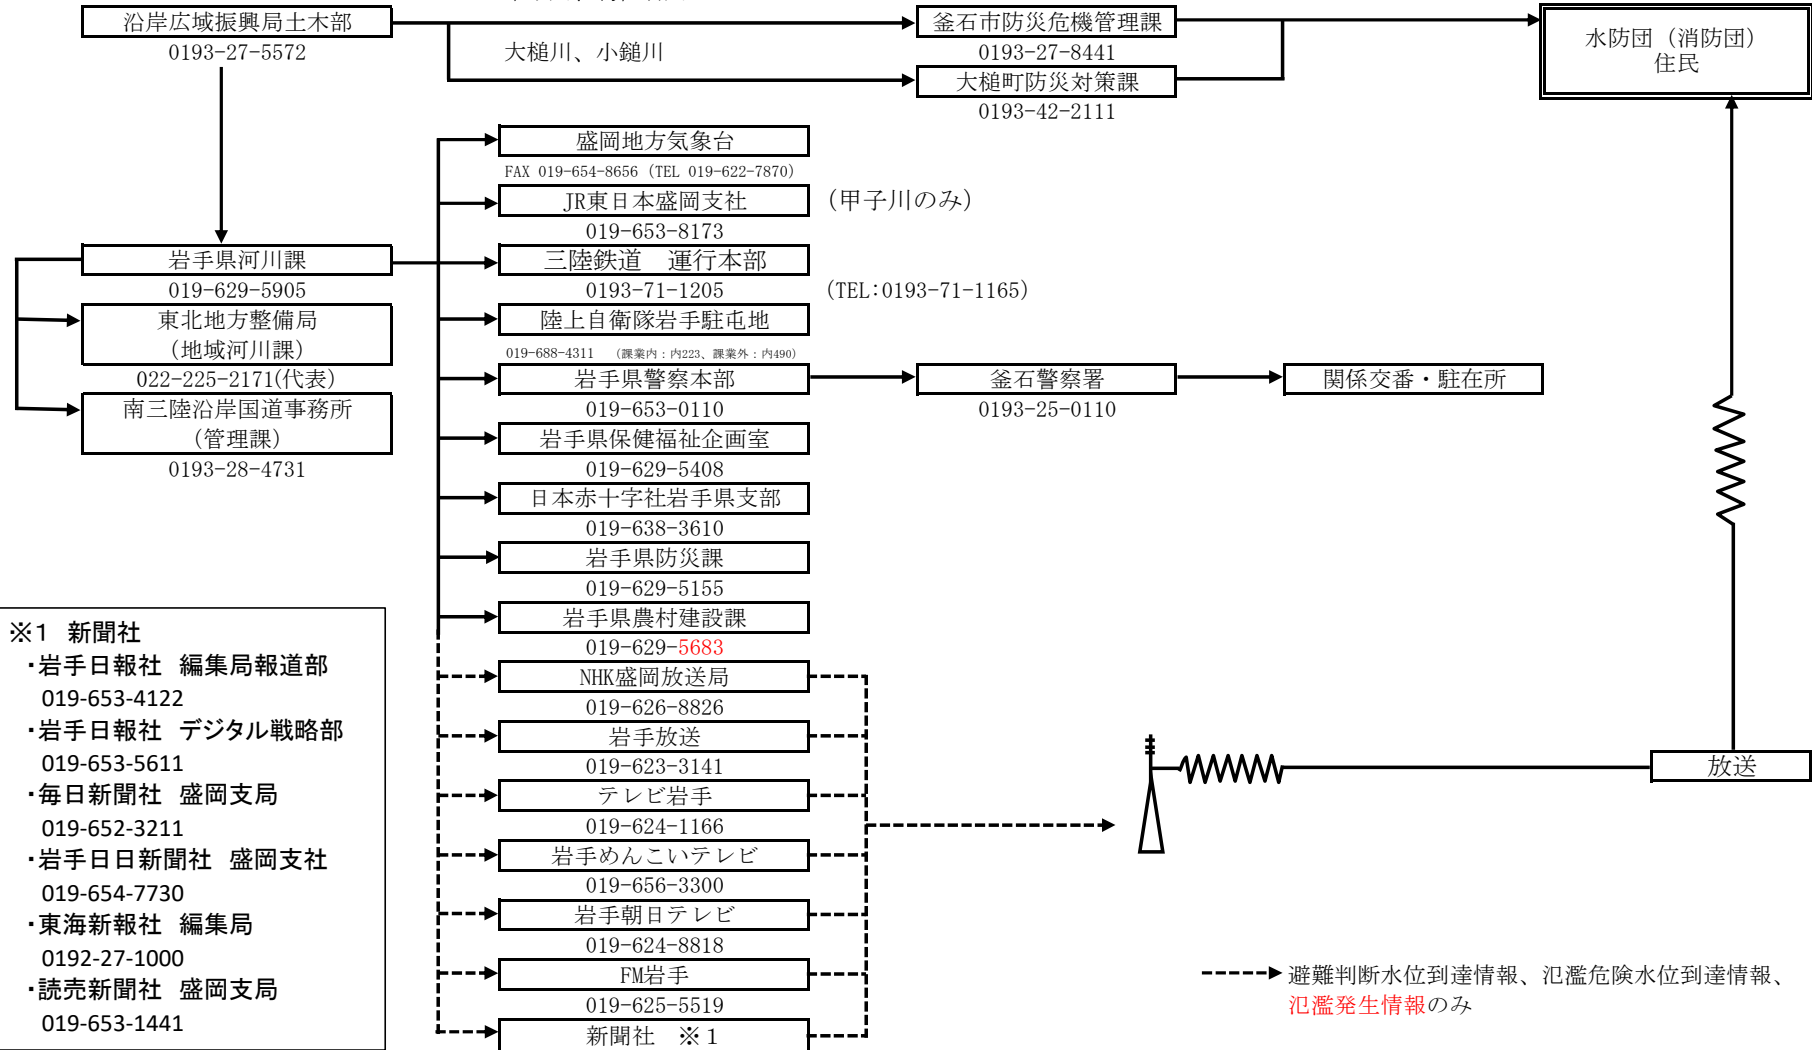 沿岸広域振興局土木部
0193-27-5572
大槌川、小鎚川
釜石市防災危機管理課
0193-27-8441
大槌町防災対策課
0193-42-2111
水防団（消防団）
住民
盛岡地方気象台
FAX 019-654-8656（TEL 019-622-7870）
JR東日本盛岡支社
（甲子川のみ）
019-653-8173
岩手県河川課
019-629-5905
三陸鉄道　運行本部
0193-71-1205
（TEL:0193-71-1165）
東北地方整備局
（地域河川課）
022-225-2171(代表)
南三陸沿岸国道事務所
（管理課）
0193-28-4731
陸上自衛隊岩手駐屯地
019-688-4311　（課業内：内223、課業外：内490）
岩手県警察本部
019-653-0110
釜石警察署
0193-25-0110
関係交番・駐在所
岩手県保健福祉企画室
019-629-5408
日本赤十字社岩手県支部
019-638-3610
岩手県防災課
019-629-5155
岩手県農村建設課
019-629-5683
NHK盛岡放送局
019-626-8826
岩手放送
019-623-3141
テレビ岩手
019-624-1166
岩手めんこいテレビ
019-656-3300
岩手朝日テレビ
019-624-8818
FM岩手
019-625-5519
新聞社　※１
放送
※1　新聞社
・岩手日報社　編集局報道部
019-653-4122
・岩手日報社　デジタル戦略部
019-653-5611
・毎日新聞社　盛岡支局
019-652-3211
・岩手日日新聞社　盛岡支社
019-654-7730
・東海新報社　編集局
0192-27-1000
・読売新聞社　盛岡支局
019-653-1441
避難判断水位到達情報、氾濫危険水位到達情報、
氾濫発生情報のみ